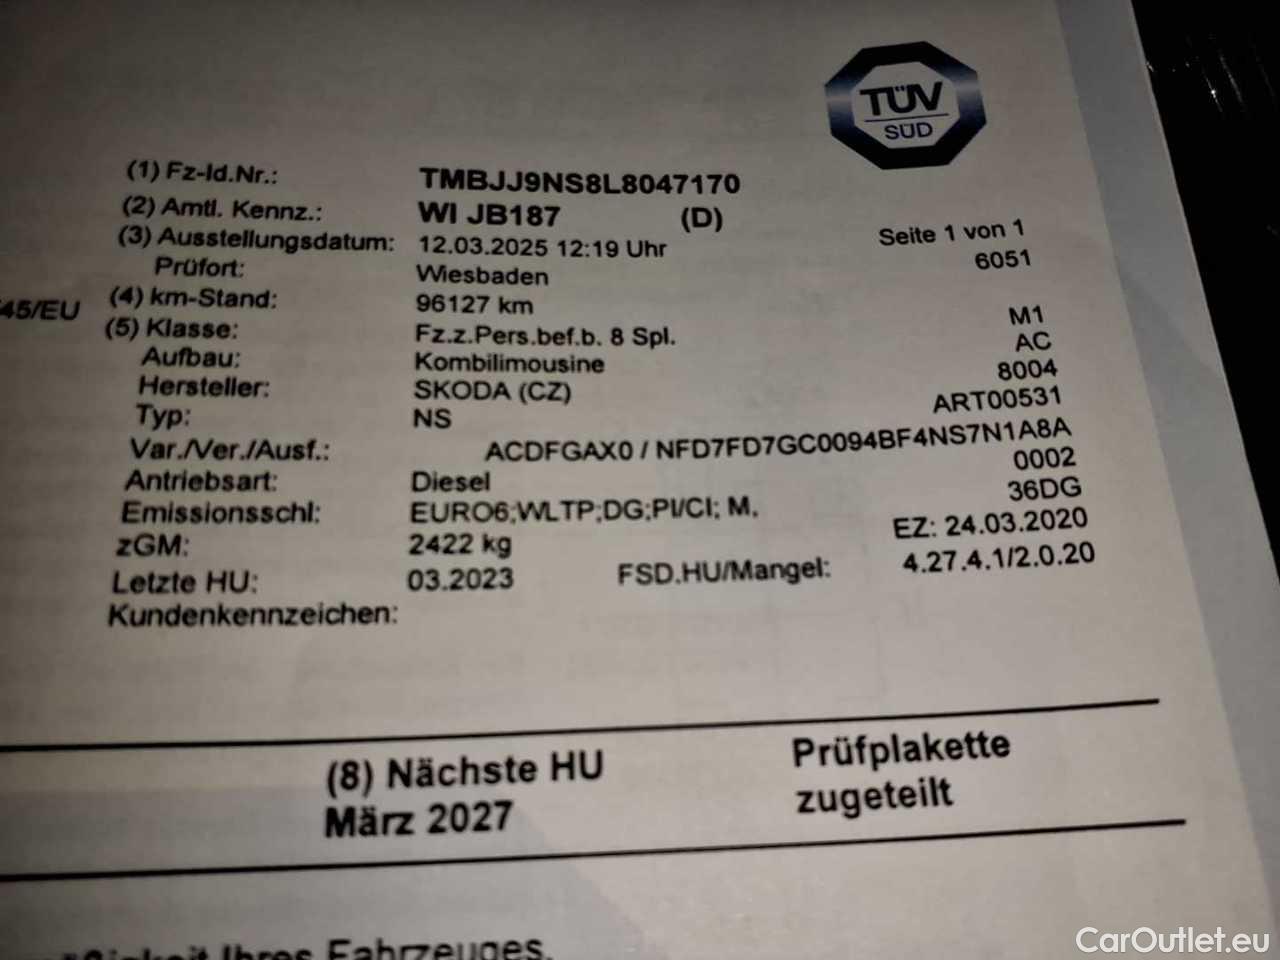 TÜV
SÜD
(1) Fz-Id.Nr.: TMBJJ9NS8L8047170
(2) Amtl. Kennz.: WI JB187 (D)
(3) Ausstellungsdatum: 12.03.2025 12:19 Uhr Seite 1 von 1
Prüfort: Wiesbaden 6051
45/EU
(4) km-Stand: 96127 km
(5) Klasse: Fz.z.Pers.bef.b. 8 Spl. M1
Aufbau: Kombilimousine AC
Hersteller: SKODA (CZ) 8004
Typ: NS ART00531
Var./Ver./Ausf.: ACDFGAX0 / NFD7FD7GC0094BF4NS7N1A8A
Antriebsart: Diesel 0002
Emissionsschl: EURO6;WLTP;DG;PI/CI; M, 36DG
zGM: 2422 kg EZ: 24.03.2020
Letzte HU: 03.2023 FSD.HU/Mangel: 4.27.4.1/2.0.20
Kundenkennzeichen:
(8) Nächste HU Prüfplakette
März 2027 zugeteilt
Ihres Fahrzeuges.
CarOutlet.eu